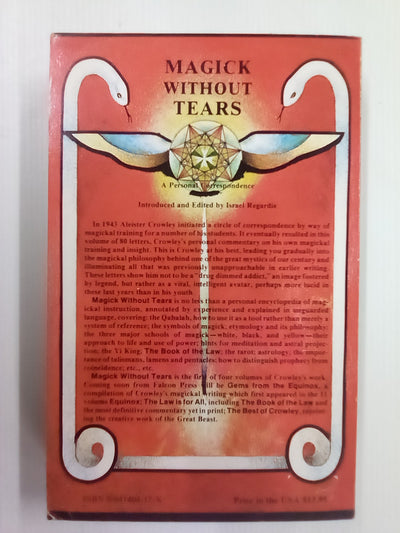 MAGICK
WITHOUT
TEARS
A Personal Correspondence
Introduced and Edited by Israel Regardie
In 1943 Aleister Crowley initiated a circle of correspondence by way of
magickal training for a number of his students. It eventually resulted in this
volume of 80 letters, Crowley's personal commentary on his own magickal
training and insight. This is Crowley at his best, leading you gradually into
the magickal philosophy behind one of the great mystics of our century and
illuminating all that was previously unapproachable in earlier writing.
These letters show him not to be a "drug dimmed addict," an image fostered
by legend, but rather as a vital, intelligent avatar, perhaps more lucid in
these last years than in his youth.
Magick Without Tears is no less than a personal encyclopedia of mag-
ickal instruction, annotated by experience and explained in unguarded
language, covering: the Qabalah, how to use it as a tool rather than merely a
system of reference; the symbols of magick; etymology and its philosophy;
the three major schools of magick—white, black, and yellow—their
approach to life and use of power; hints for meditation and astral projec-
tion; the Yi King, The Book of the Law; the tarot; astrology; the impor-
tance of talismans, lamens and pentacles; how to distinguish prophecy from
coincidence; etc., etc.
Magick Without Tears is the first of four volumes of Crowley's work.
Coming soon from Falcon Press will be Gems from the Equinox, a
compilation of Crowley's magickal writing which first appeared in the 11
volume Equinox; The Law is for All, including The Book of the Law and
the most definitive commentary yet in print; The Best of Crowley,
ing the creative work of the Great Beast.
ISBN
Price in the USA